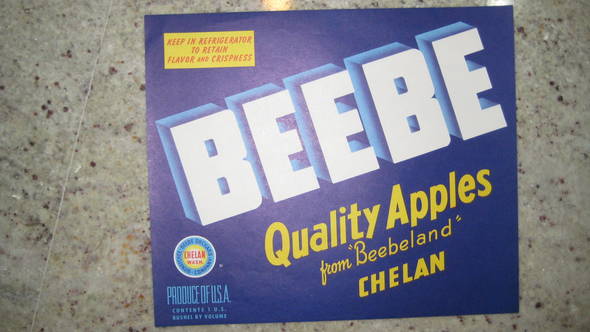 KEEP IN REFRIGERATOR
TO RETAIN
FLAVOR AND CRISPNESS
BEEBE
Quality Apples
from "Beebeland"
CHELAN
CHELAN
WASH.
PRODUCE OF U.S.A.
CONTENTS 1 U.S.
BUSHEL BY VOLUME